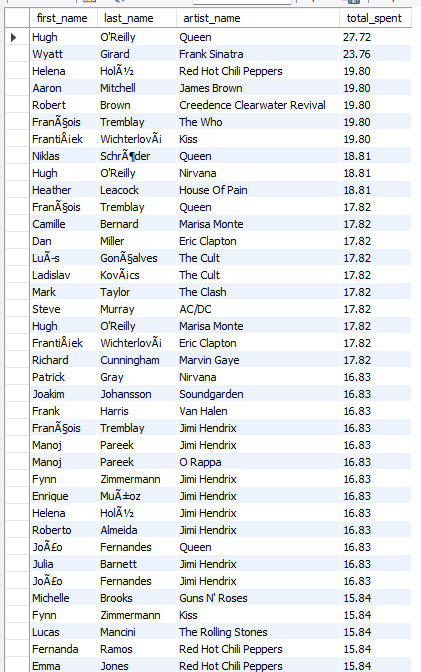 first_name last_name artist_name total_spent
Hugh O'Reilly Queen 27.72
Wyatt Girard Frank Sinatra 23.76
Helena HolÃ½ Red Hot Chili Peppers 19.80
Aaron Mitchell James Brown 19.80
Robert Brown Creedence Clearwater Revival 19.80
FranÃ§ois Tremblay The Who 19.80
FrantiÅ¡ek WichterlovÃ¡ Kiss 19.80
Niklas SchrÃ¶der Queen 18.81
Hugh O'Reilly Nirvana 18.81
Heather Leacock House Of Pain 18.81
FranÃ§ois Tremblay Queen 17.82
Camille Bernard Marisa Monte 17.82
Dan Miller Eric Clapton 17.82
LuÃ­s GonÃ§alves The Cult 17.82
Ladislav KovÃ¡cs The Cult 17.82
Mark Taylor The Clash 17.82
Steve Murray AC/DC 17.82
Hugh O'Reilly Marisa Monte 17.82
FrantiÅ¡ek WichterlovÃ¡ Eric Clapton 17.82
Richard Cunningham Marvin Gaye 17.82
Patrick Gray Nirvana 16.83
Joakim Johansson Soundgarden 16.83
Frank Harris Van Halen 16.83
FranÃ§ois Tremblay Jimi Hendrix 16.83
Manoj Pareek Jimi Hendrix 16.83
Manoj Pareek O Rappa 16.83
Fynn Zimmermann Jimi Hendrix 16.83
Enrique MuÃ±oz Jimi Hendrix 16.83
Helena HolÃ½ Jimi Hendrix 16.83
Roberto Almeida Jimi Hendrix 16.83
JoÃ£o Fernandes Queen 16.83
Julia Barnett Jimi Hendrix 16.83
JoÃ£o Fernandes Jimi Hendrix 16.83
Michelle Brooks Guns N' Roses 15.84
Fynn Zimmermann Kiss 15.84
Lucas Mancini The Rolling Stones 15.84
Fernanda Ramos Red Hot Chili Peppers 15.84
Emma Jones Red Hot Chili Peppers 15.84